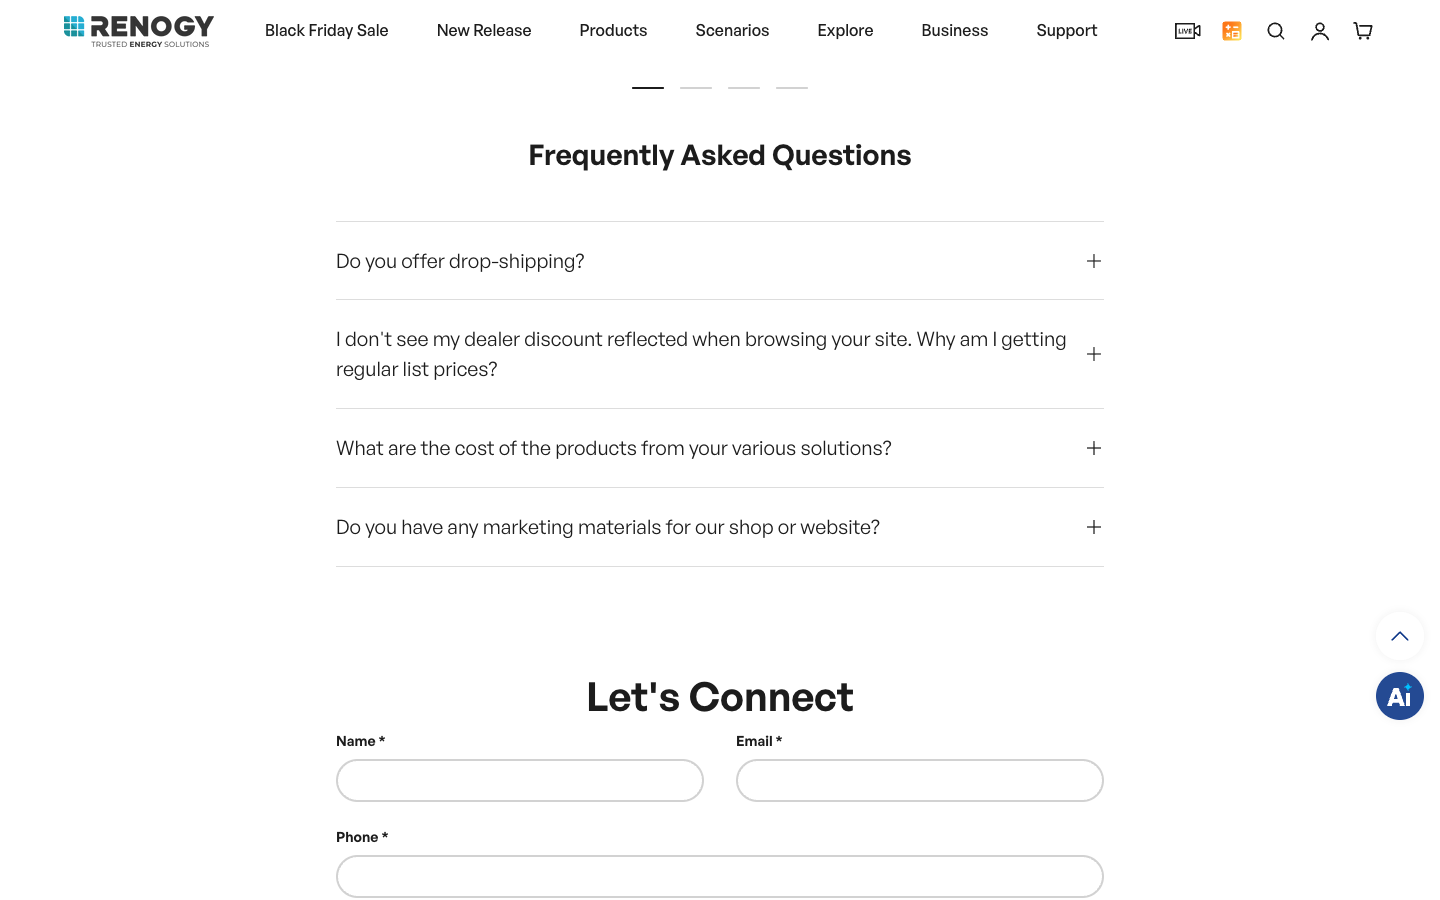 RENOGY
TRUSTED ENERGY SOLUTIONS
Black Friday Sale
New Release
Products
Scenarios
Explore
Business
Support
LIVE
Frequently Asked Questions
Do you offer drop-shipping?
I don't see my dealer discount reflected when browsing your site. Why am I getting
regular list prices?
What are the cost of the products from your various solutions?
Do you have any marketing materials for our shop or website?
Ai
Let's Connect
Name *
Email *
Phone *